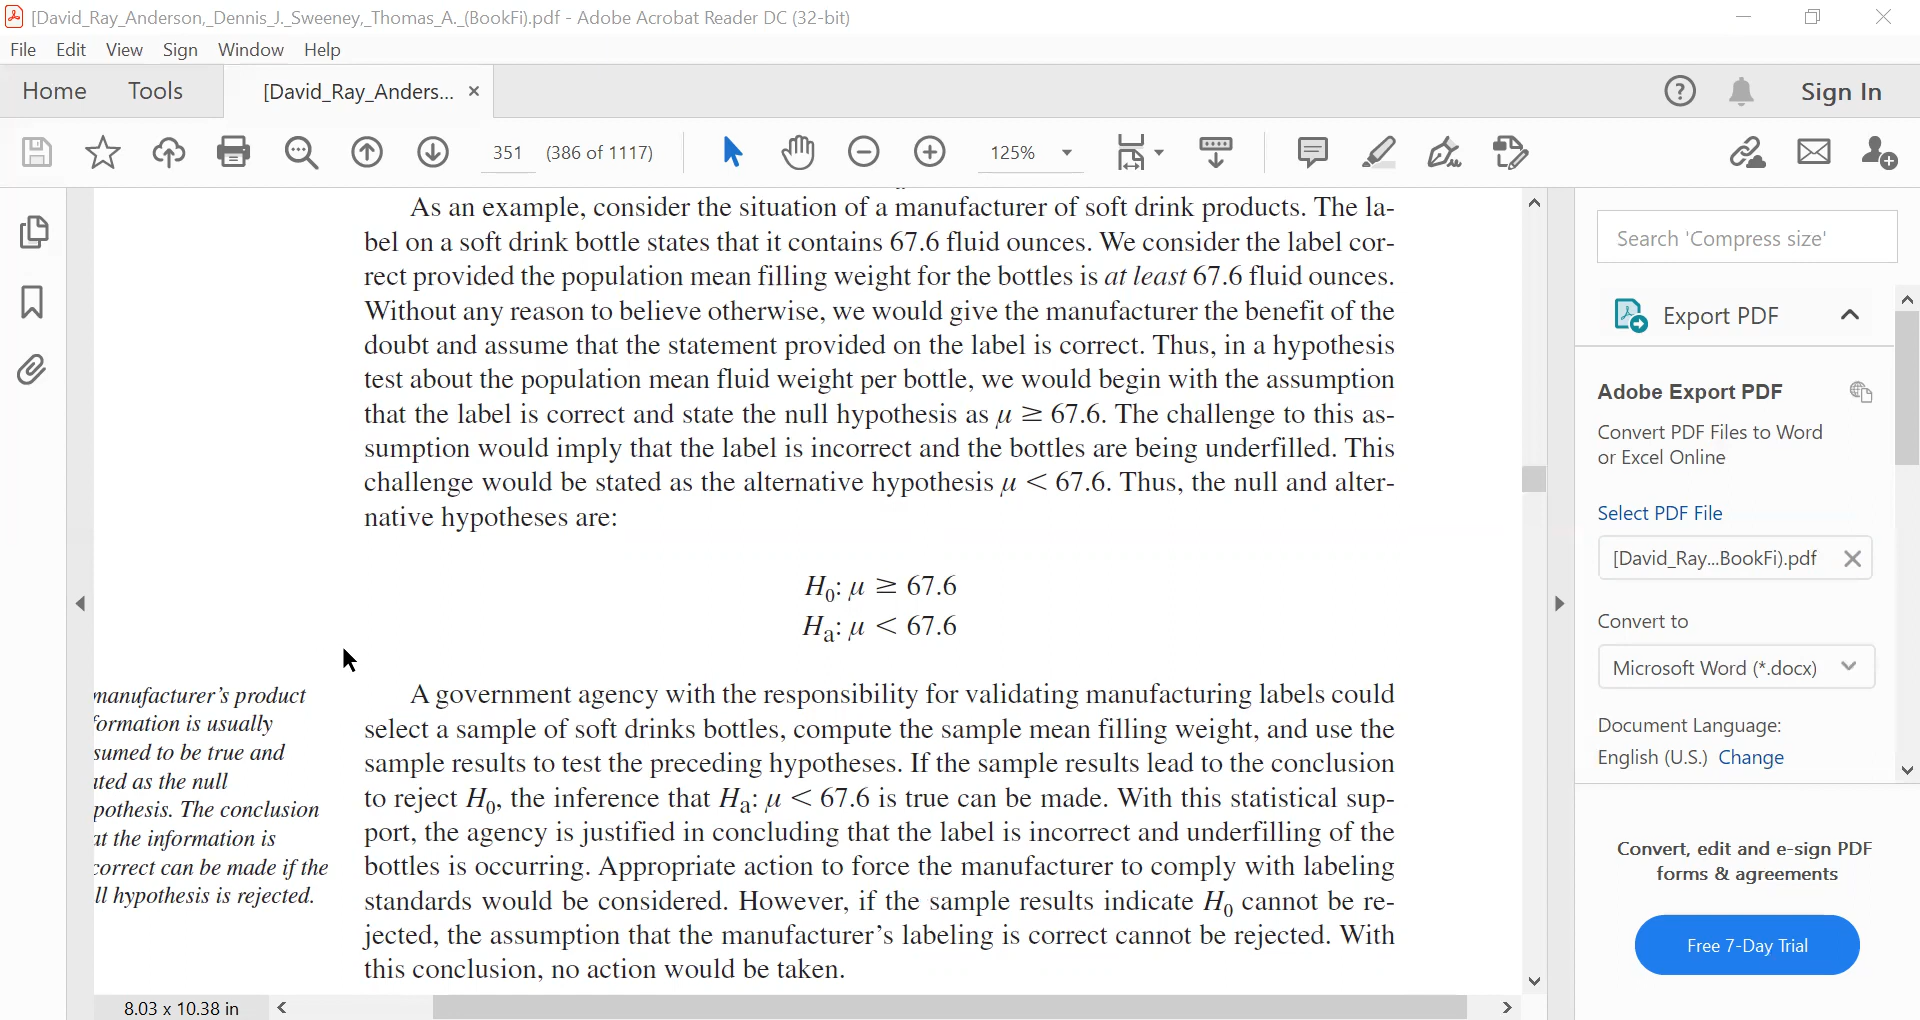 [David_Ray_Anderson,_Dennis_J._Sweeney,_Thomas_A._(BookFi).pdf - Adobe Acrobat Reader DC (32-bit)
File Edit View Sign Window Help
Home Tools [David_Ray_Anders... × Sign In
351 (386 of 1117) 125%
As an example, consider the situation of a manufacturer of soft drink products. The la-
bel on a soft drink bottle states that it contains 67.6 fluid ounces. We consider the label cor-
rect provided the population mean filling weight for the bottles is at least 67.6 fluid ounces.
Without any reason to believe otherwise, we would give the manufacturer the benefit of the
doubt and assume that the statement provided on the label is correct. Thus, in a hypothesis
test about the population mean fluid weight per bottle, we would begin with the assumption
that the label is correct and state the null hypothesis as μ ≥ 67.6. The challenge to this as-
sumption would imply that the label is incorrect and the bottles are being underfilled. This
challenge would be stated as the alternative hypothesis μ < 67.6. Thus, the null and alter-
native hypotheses are:
H₀: μ ≥ 67.6
Hₐ: μ < 67.6
manufacturer's product
formation is usually
sumed to be true and
ated as the null
pothesis. The conclusion
at the information is
correct can be made if the
ll hypothesis is rejected.
A government agency with the responsibility for validating manufacturing labels could
select a sample of soft drinks bottles, compute the sample mean filling weight, and use the
sample results to test the preceding hypotheses. If the sample results lead to the conclusion
to reject H₀, the inference that Hₐ: μ < 67.6 is true can be made. With this statistical sup-
port, the agency is justified in concluding that the label is incorrect and underfilling of the
bottles is occurring. Appropriate action to force the manufacturer to comply with labeling
standards would be considered. However, if the sample results indicate H₀ cannot be re-
jected, the assumption that the manufacturer's labeling is correct cannot be rejected. With
this conclusion, no action would be taken.
8.03 x 10.38 in
Search 'Compress size'
Export PDF
Adobe Export PDF
Convert PDF Files to Word
or Excel Online
Select PDF File
[David_Ray...BookFi).pdf
Convert to
Microsoft Word (*.docx)
Document Language:
English (U.S.) Change
Convert, edit and e-sign PDF
forms & agreements
Free 7-Day Trial